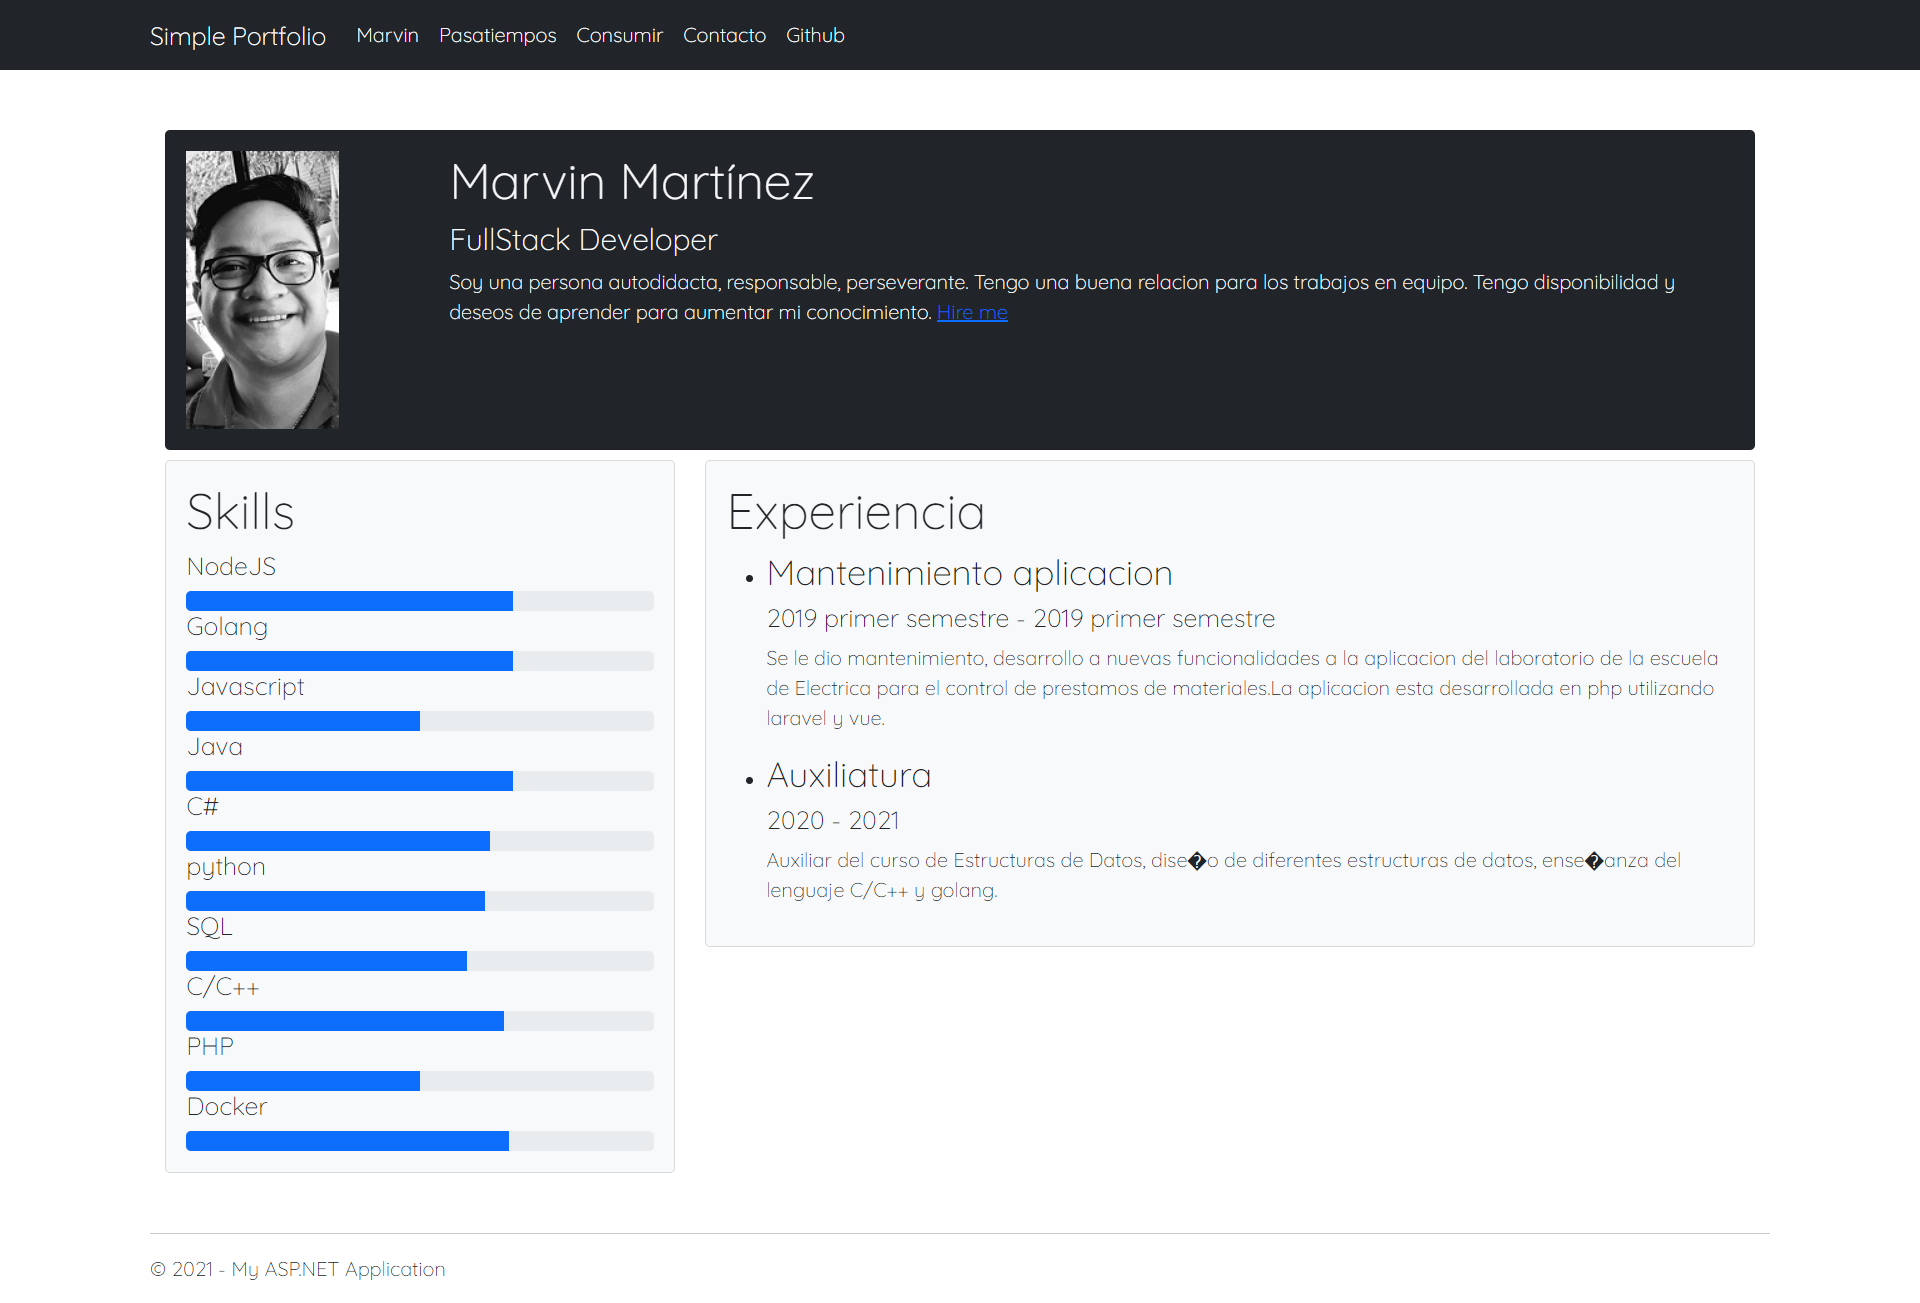 Simple Portfolio Marvin Pasatiempos Consumir Contacto Github
Marvin Martínez
FullStack Developer
Soy una persona autodidacta, responsable, perseverante. Tengo una buena relacion para los trabajos en equipo. Tengo disponibilidad y
deseos de aprender para aumentar mi conocimiento. Hire me
Skills
NodeJS
Golang
Javascript
Java
C#
python
SQL
C/C++
PHP
Docker
Experiencia
Mantenimiento aplicacion
2019 primer semestre - 2019 primer semestre
Se le dio mantenimiento, desarrollo a nuevas funcionalidades a la aplicacion del laboratorio de la escuela
de Electrica para el control de prestamos de materiales.La aplicacion esta desarrollada en php utilizando
laravel y vue.
Auxiliatura
2020 - 2021
Auxiliar del curso de Estructuras de Datos, dise�o de diferentes estructuras de datos, ense�anza del
lenguaje C/C++ y golang.
© 2021 - My ASP.NET Application